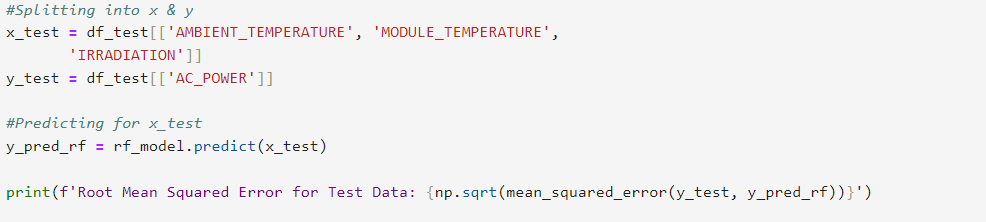 #Splitting into x & y
x_test = df_test[['AMBIENT_TEMPERATURE', 'MODULE_TEMPERATURE',
       'IRRADIATION']]
y_test = df_test[['AC_POWER']]

#Predicting for x_test
y_pred_rf = rf_model.predict(x_test)

print(f'Root Mean Squared Error for Test Data: {np.sqrt(mean_squared_error(y_test, y_pred_rf))}')